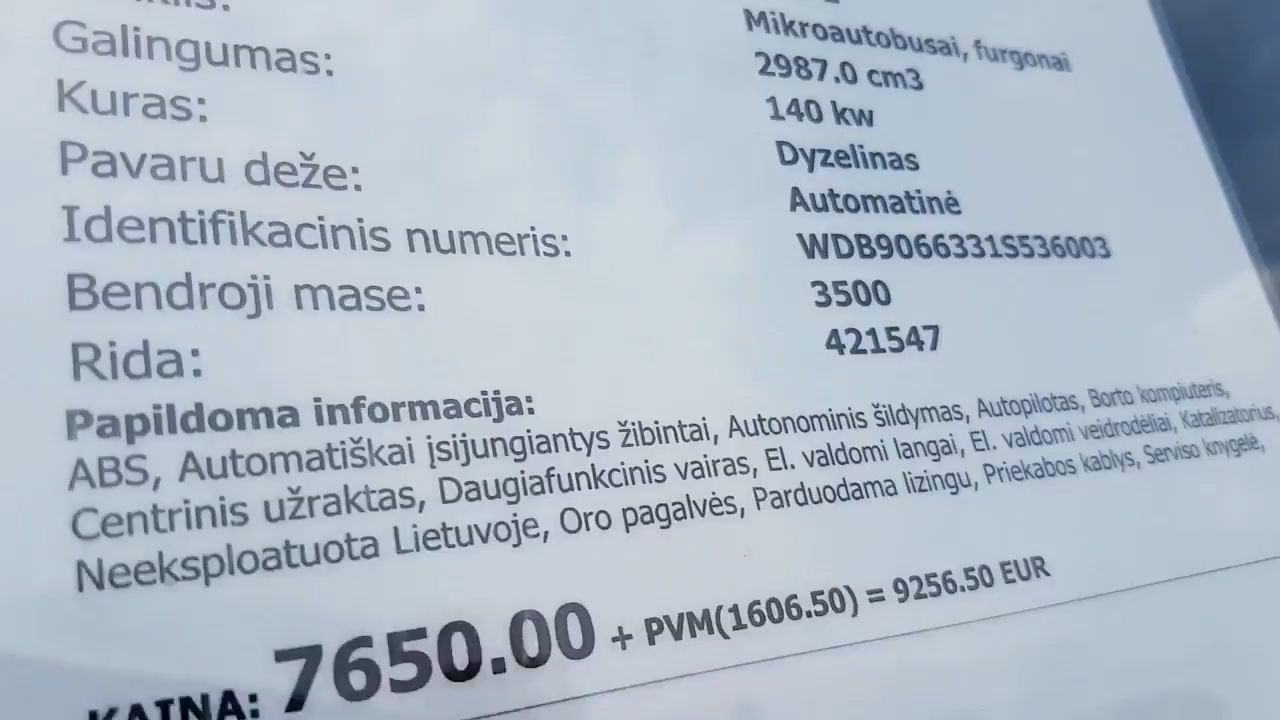 Mikroautobusai, furgonai
Galingumas: 2987.0 cm3
Kuras: 140 kw
Pavaru deže: Dyzelinas
Identifikacinis numeris: Automatinė
Bendroji mase: WDB9066331S536003
Rida: 3500
421547
Papildoma informacija:
ABS, Automatiškai įsijungiantys žibintai, Autonominis šildymas, Autopilotas, Borto kompiuteris,
Centrinis užraktas, Daugiafunkcinis vairas, El. valdomi langai, El. valdomi veidrodėliai, Katalizatorius,
Neeksploatuota Lietuvoje, Oro pagalvės, Parduodama lizingu, Priekabos kablys, Serviso knygelė,
KAINA: 7650.00 + PVM(1606.50) = 9256.50 EUR